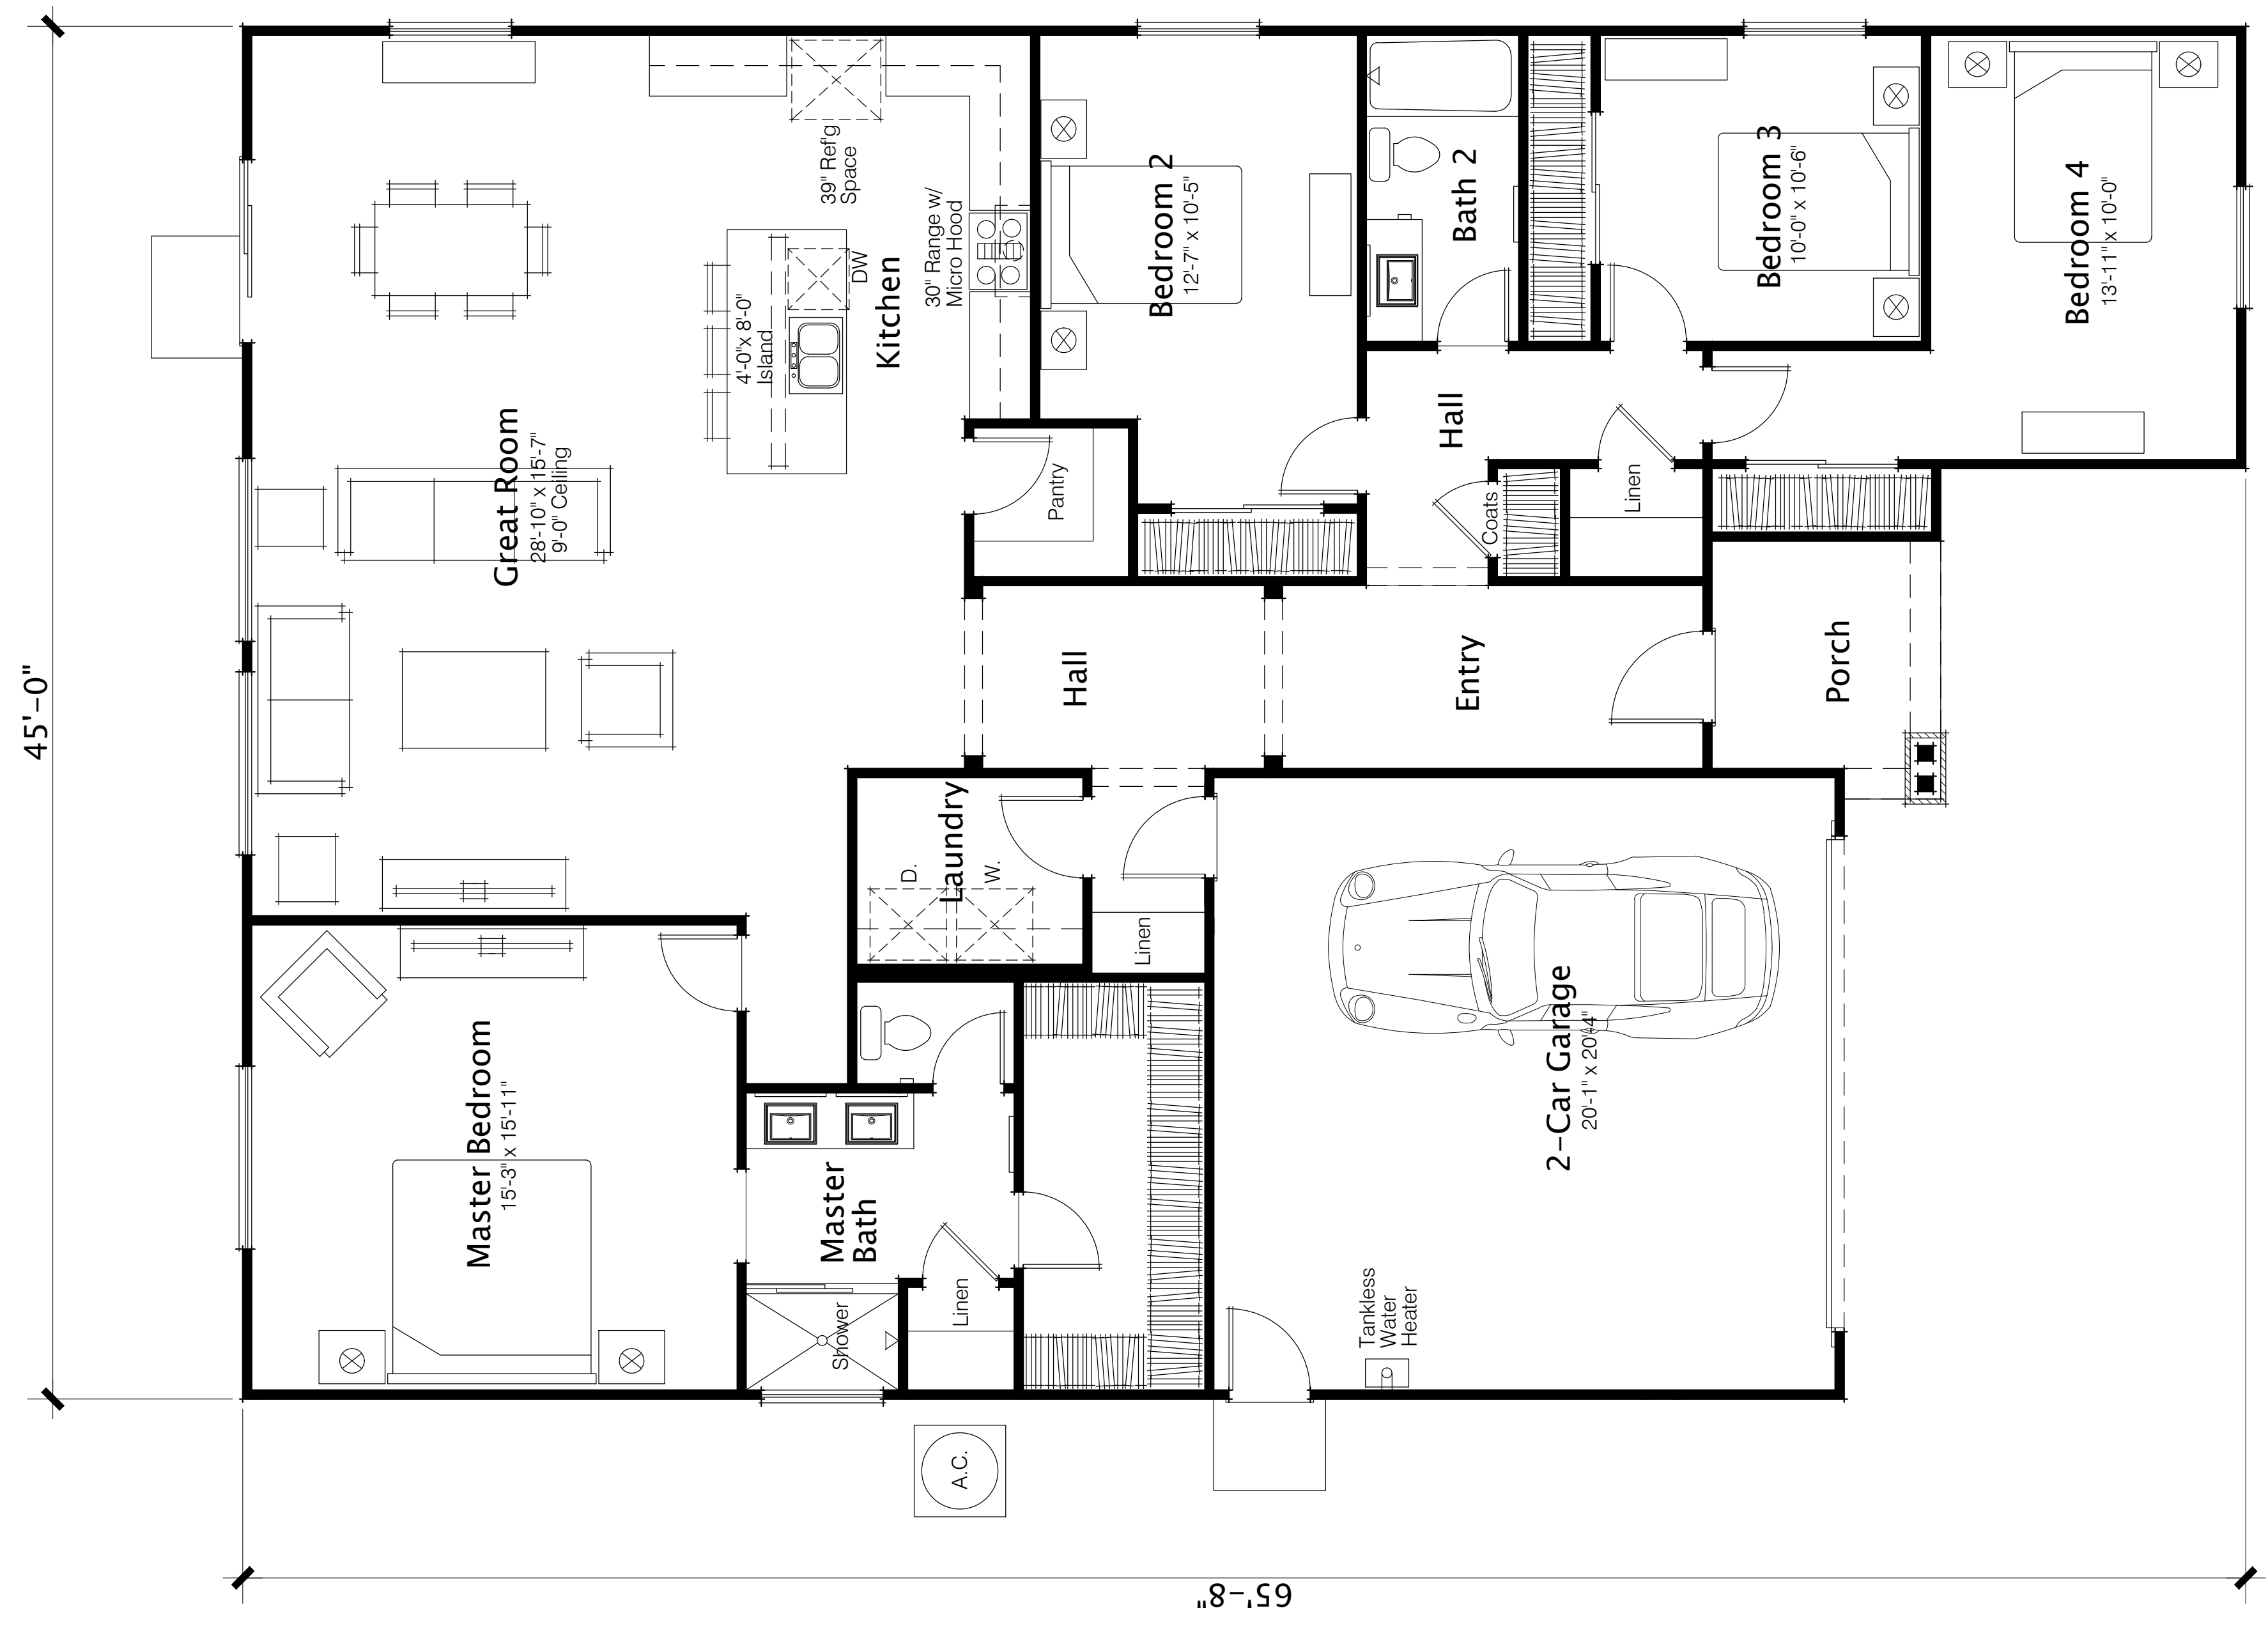 45'-0"
Great Room
28'-10" x 15'-7"
9'-0" Ceiling
39" Ref'g
Space
30" Range w/
Micro Hood
4'-0"x 8'-0"
Island
DW
Kitchen
Pantry
Bedroom 2
12'-7" x 10'-5"
Bath 2
Bedroom 3
10'-0" x 10'-6"
Bedroom 4
13'-11" x 10'-0"
Hall
Coats
Linen
Hall
Entry
Porch
Laundry
D.
W.
Linen
Master Bedroom
15'-3" x 15'-11"
Master
Bath
Shower
Linen
2-Car Garage
20'-1" x 20'-4"
Tankless
Water
Heater
A.C.
65'-8"